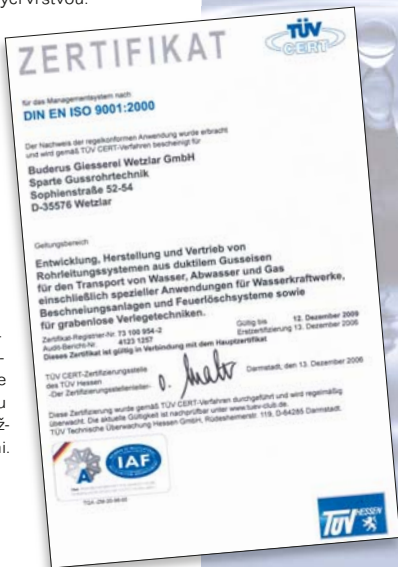 ycí vrstvou.
ZERTIFIKAT
TÜV
CERT
für das Managementsystem nach
DIN EN ISO 9001:2000
Der Nachweis der regelkonformen Anwendung wurde erbracht
und wird gemäß TÜV CERT-Verfahren bescheinigt für
Buderus Giesserei Wetzlar GmbH
Sparte Gussrohrtechnik
Sophienstraße 52-54
D-35576 Wetzlar
Geltungsbereich
Entwicklung, Herstellung und Vertrieb von
Rohrleitungssystemen aus duktilem Gusseisen
für den Transport von Wasser, Abwasser und Gas
einschließlich spezieller Anwendungen für Wasserkraftwerke,
Beschneiungsanlagen und Feuerlöschsysteme sowie
für grabenlose Verlegetechniken.
Zertifikat-Registrier-Nr. 73 100 954-2
Audit-Bericht-Nr. 4123 1257
Gültig bis 12. Dezember 2009
Erstzertifizierung 13. Dezember 2006
Dieses Zertifikat ist gültig in Verbindung mit dem Hauptzertifikat
TÜV CERT-Zertifizierungsstelle
des TÜV Hessen
-Der Zertifizierungsstellenleiter-
Darmstadt, den 13. Dezember 2006
Diese Zertifizierung wurde gemäß TÜV CERT-Verfahren durchgeführt und wird regelmäßig
überwacht. Die aktuelle Gültigkeit ist nachprüfbar unter www.tuev-club.de.
TÜV Technische Überwachung Hessen GmbH, Rüdesheimerstr. 119, D-64285 Darmstadt.
IAF
A
TÜV HESSEN
e
u
ž-
ni.